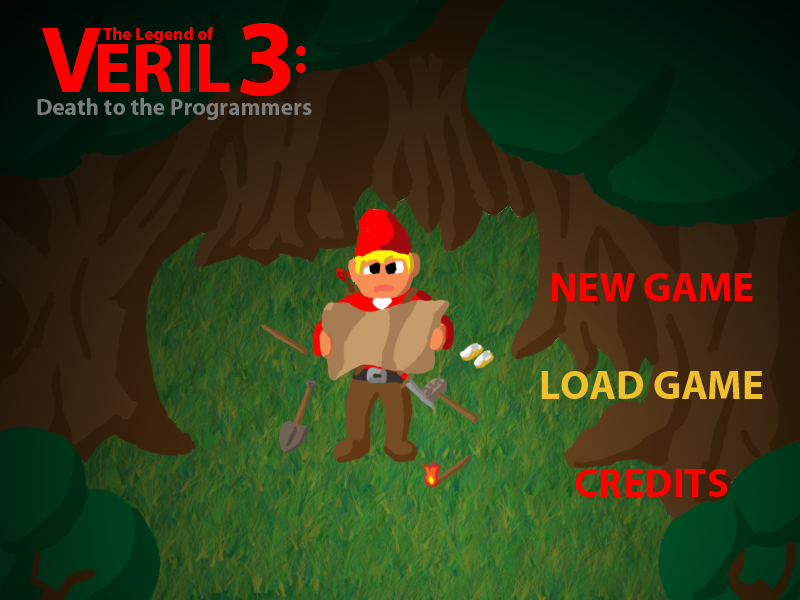 The Legend of
VERIL 3:
Death to the Programmers
NEW GAME
LOAD GAME
CREDITS